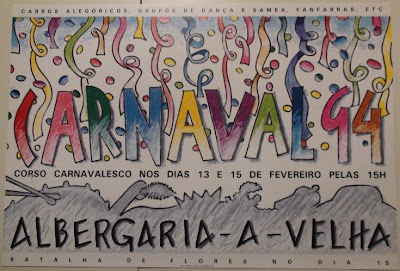 CARROS ALEGORICOS, GRUPOS DE DANÇA E SAMBA, FANFARRAS, ETC
CARNAVAL 94
CORSO CARNAVALESCO NOS DIAS 13 E 15 DE FEVEREIRO PELAS 15H
ALBERGARIA-A-VELHA
BATALHA DE FLORES NO DIA 15